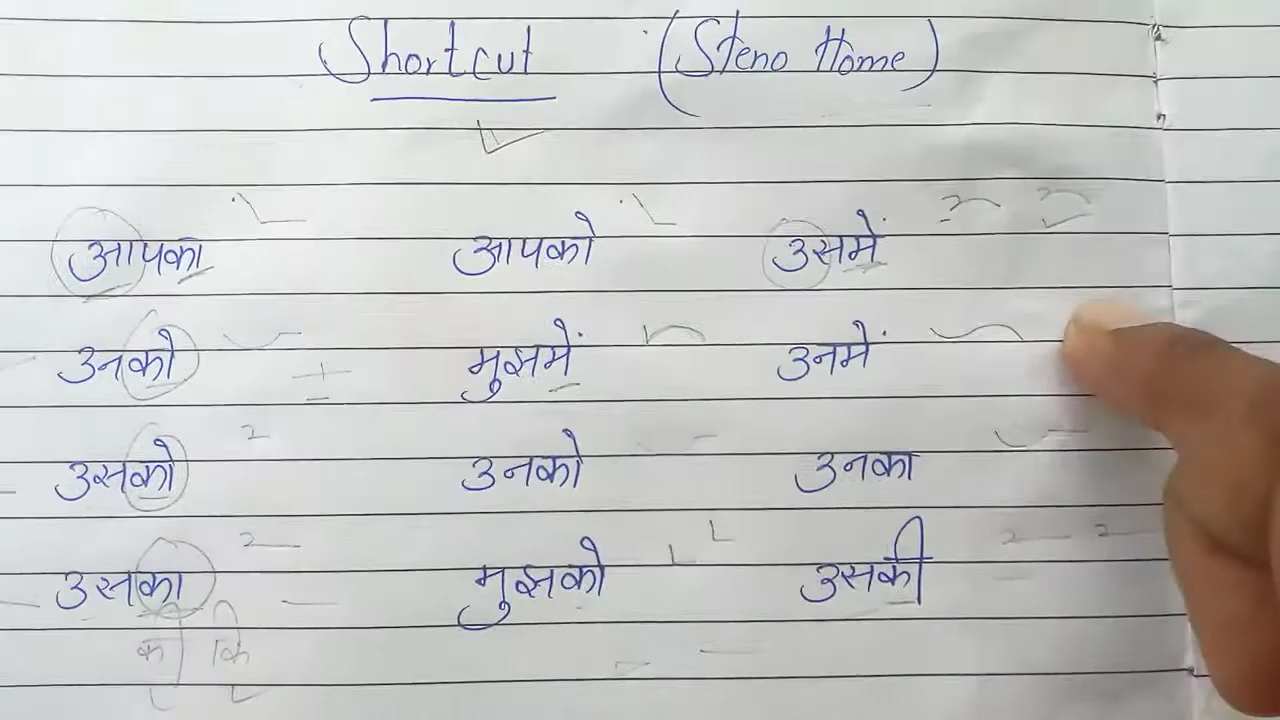 Shortcut (Steno Home)
आपका आपको उसमें
उनको मुझमें उनमें
उसको उनको उनका
उसका मुझको उसकी
क कि